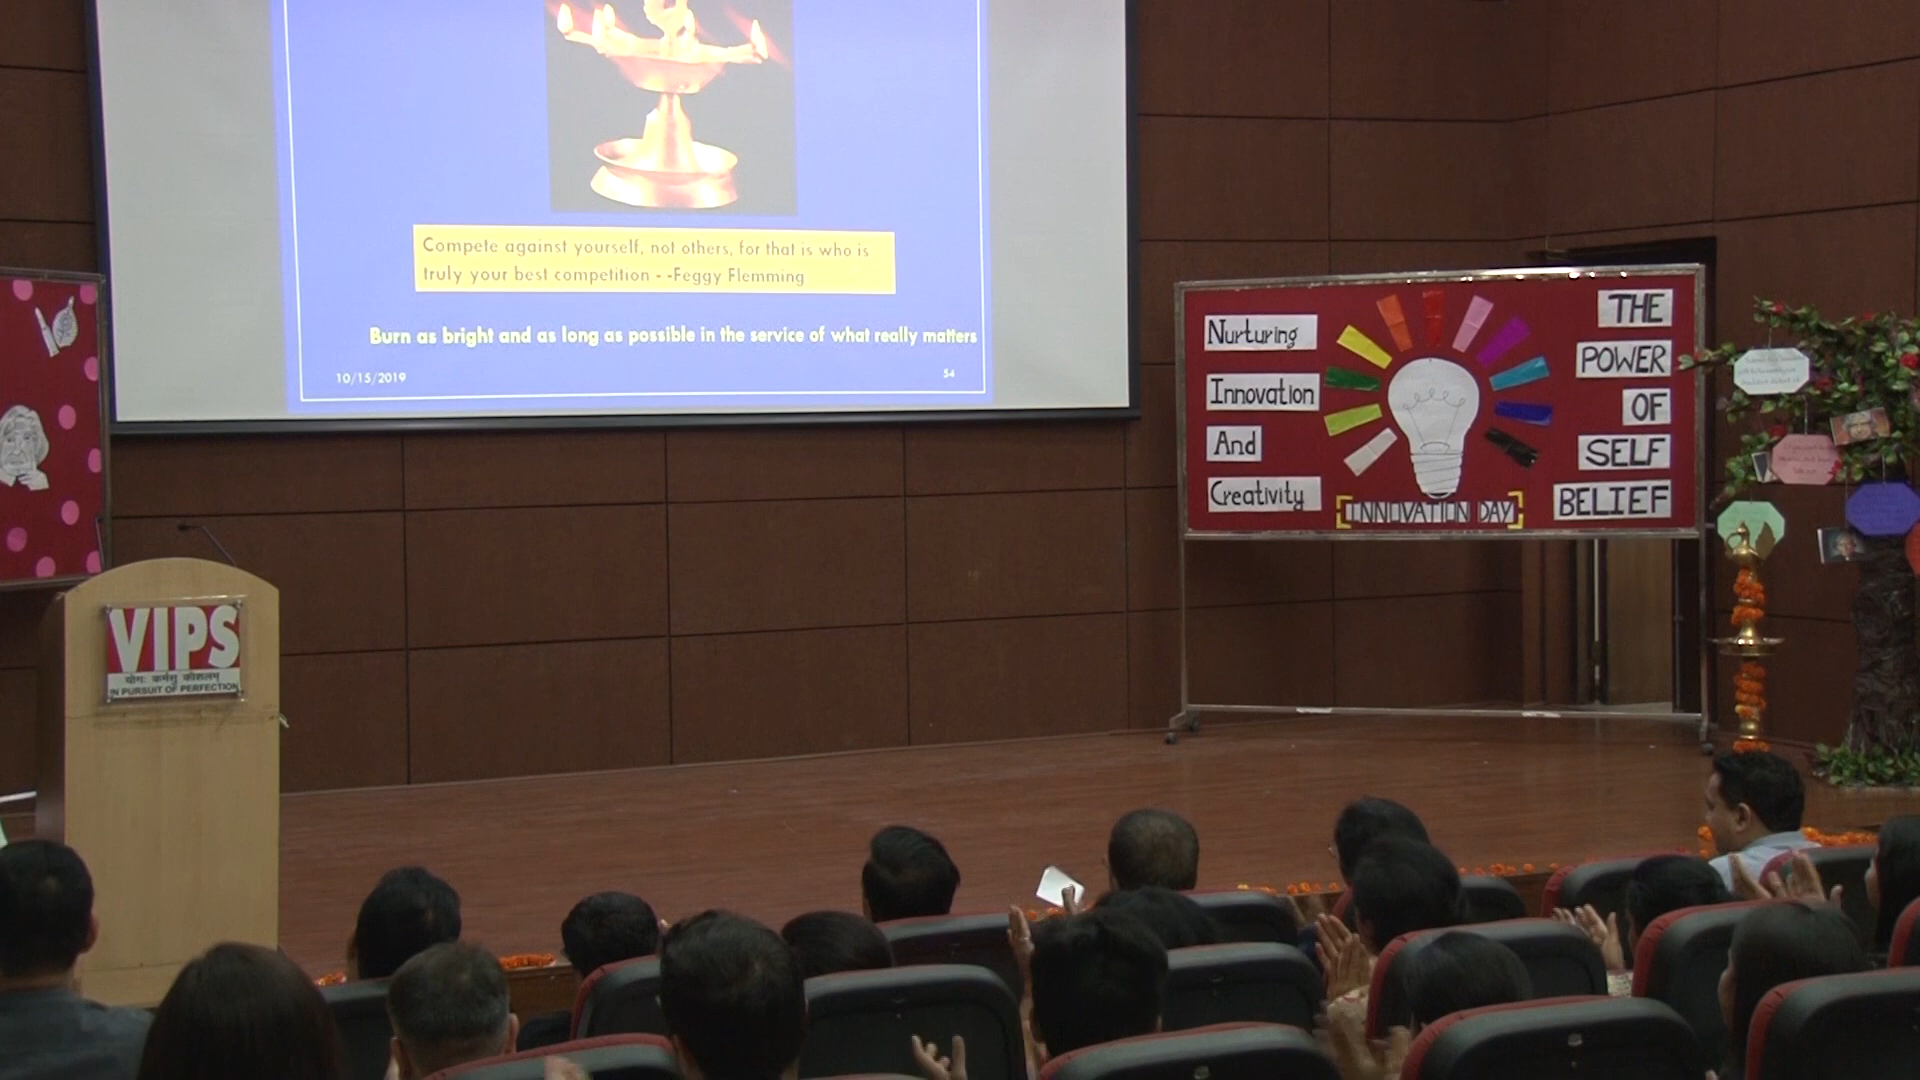 Compete against yourself, not others, for that is who is
truly your best competition - -Feggy Flemming
Burn as bright and as long as possible in the service of what really matters
10/15/2019
54
Nurturing
Innovation
And
Creativity
INNOVATION DAY
THE
POWER
OF
SELF
BELIEF
VIPS
योगः कर्मसु कौशलम्
IN PURSUIT OF PERFECTION